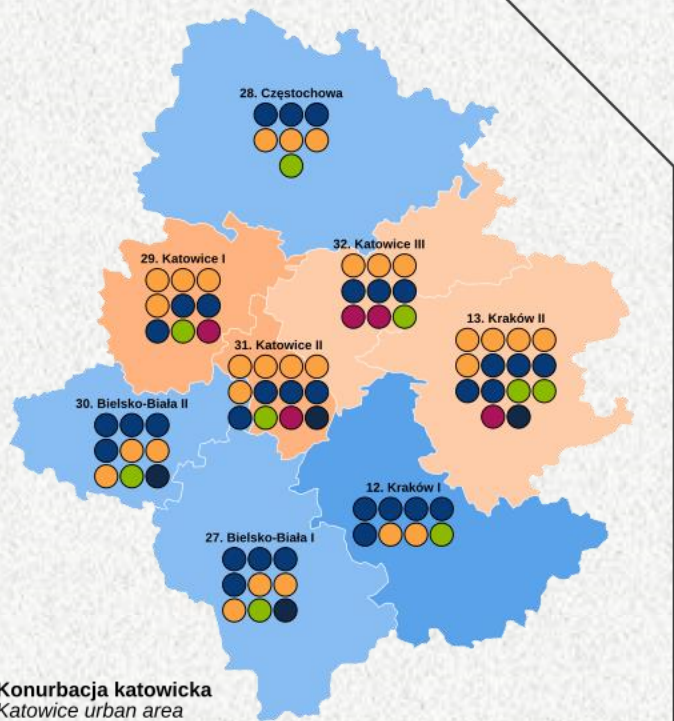 28. Częstochowa
32. Katowice III
29. Katowice I
13. Kraków II
31. Katowice II
30. Bielsko-Biała II
12. Kraków I
27. Bielsko-Biała I
Konurbacja katowicka
Katowice urban area